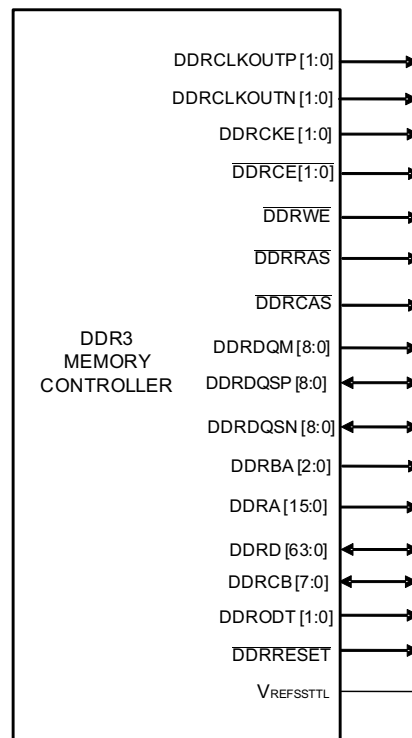 DDRCLKOUTP[1:0]
DDRCLKOUTN[1:0]
DDRCKE[1:0]
DDRCE[1:0]
DDRWE
DDRRAS
DDRCAS
DDR3
MEMORY
CONTROLLER
DDRDQM[8:0]
DDRDQSP[8:0]
DDRDQSN[8:0]
DDRBA[2:0]
DDRA[15:0]
DDRD[63:0]
DDRCB[7:0]
DDRODT[1:0]
DDRRESET
VREFSSTL